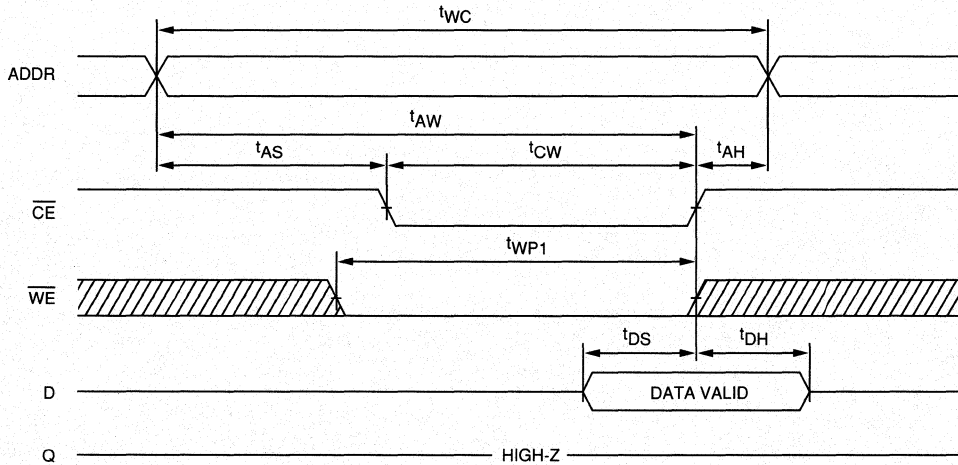 tWC
ADDR
tAW
tAS tCW tAH
CE
tWP1
WE
tDS tDH
D DATA VALID
Q HIGH-Z